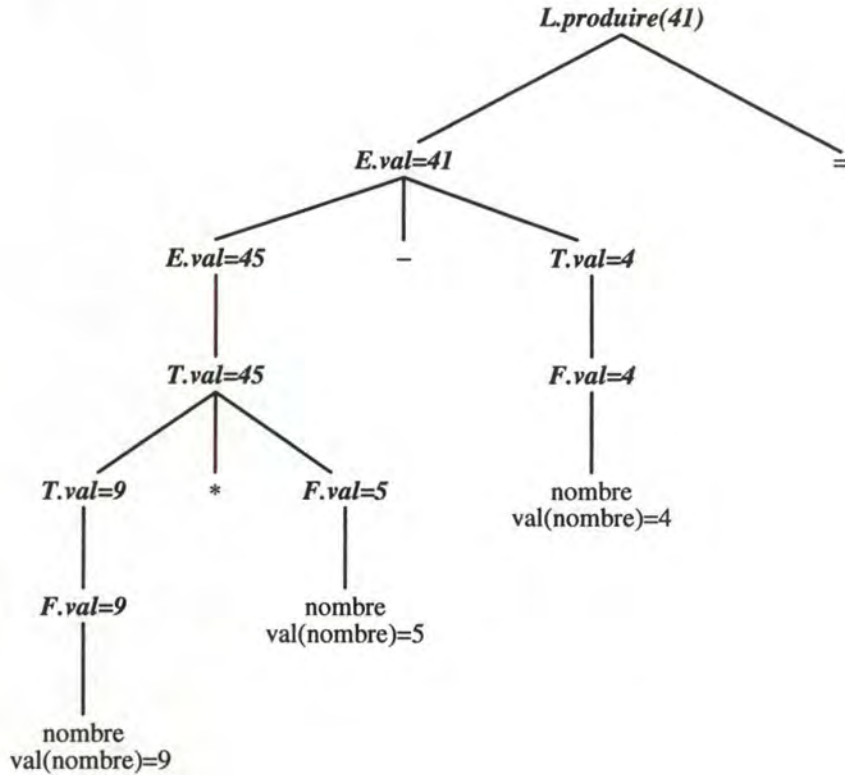 L.produire(41)
E.val=41
=
E.val=45
–
T.val=4
T.val=45
F.val=4
T.val=9
*
F.val=5
nombre
val(nombre)=4
F.val=9
nombre
val(nombre)=5
nombre
val(nombre)=9